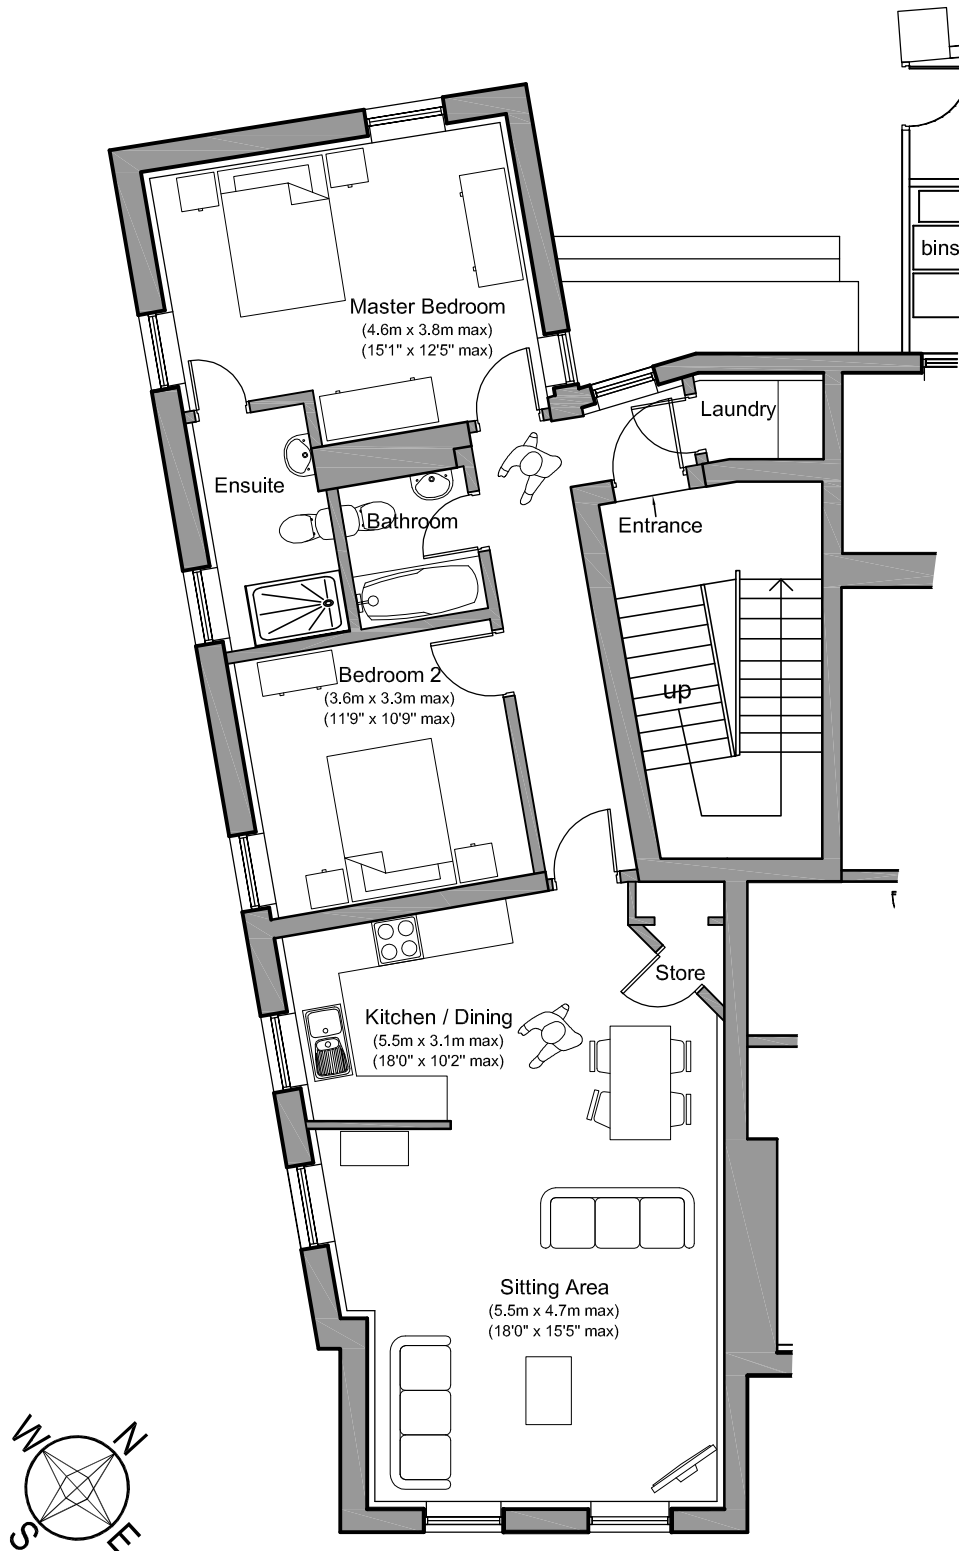 bins
Master Bedroom
(4.6m x 3.8m max)
(15'1" x 12'5" max)
Laundry
Ensuite
Bathroom
Entrance
Bedroom 2
(3.6m x 3.3m max)
(11'9" x 10'9" max)
up
Store
Kitchen / Dining
(5.5m x 3.1m max)
(18'0" x 10'2" max)
Sitting Area
(5.5m x 4.7m max)
(18'0" x 15'5" max)
W N
S E